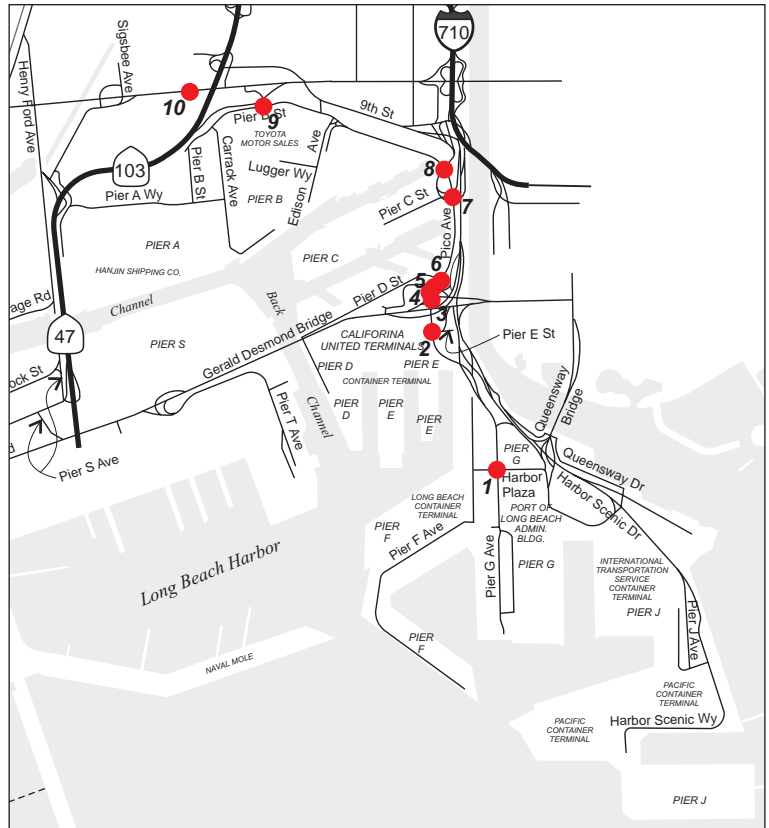 Sigsbee Ave
Henry Ford Ave
710
10
9th St
Pier B St
9
TOYOTA
MOTOR SALES
Carrack Ave
Pier B St
103
Lugger Wy
Edison Ave
8
Pier A Wy
PIER B
Pier C St
7
Pico Ave
PIER A
PIER C
HANJIN SHIPPING CO.
6
5
4
3
2
Pier D St
age Rd
Channel
Back
Channel
47
PIER S
Gerald Desmond Bridge
CALIFORINA
UNITED TERMINALS
Pier E St
PIER D
PIER E
CONTAINER TERMINAL
ock St
PIER
D
PIER
E
PIER
E
Pier T Ave
Queensway
Bridge
d
Pier S Ave
PIER
G
Queensway Dr
1
Harbor
Plaza
Harbor Scenic Dr
LONG BEACH
CONTAINER
TERMINAL
PORT OF
LONG BEACH
ADMIN.
BLDG.
PIER
F
Pier F Ave
Long Beach Harbor
Pier G Ave
PIER G
INTERNATIONAL
TRANSPORTATION
SERVICE
CONTAINER
TERMINAL
PIER J
Pier J Ave
PIER
F
NAVAL MOLE
PACIFIC
CONTAINER
TERMINAL
PACIFIC
CONTAINER
TERMINAL
Harbor Scenic Wy
PIER J